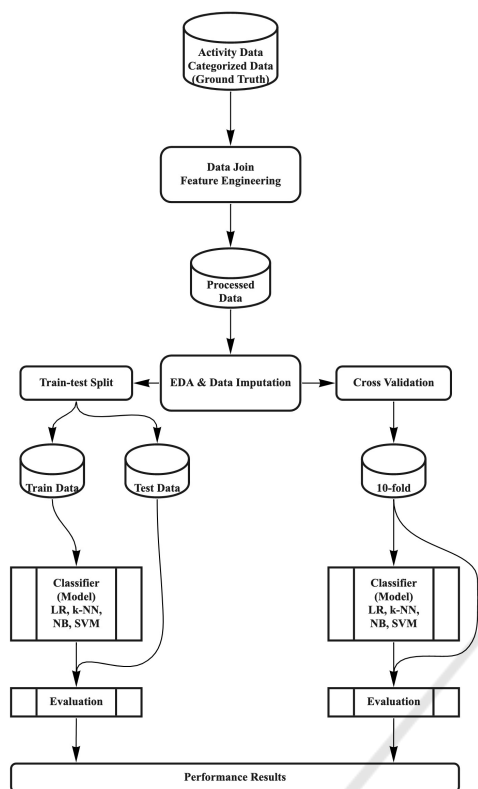 Activity Data
Categorized Data
(Ground Truth)
Data Join
Feature Engineering
Processed
Data
Train-test Split
EDA & Data Imputation
Cross Validation
Train Data
Test Data
10-fold
Classifier
(Model)
LR, k-NN,
NB, SVM
Classifier
(Model)
LR, k-NN,
NB, SVM
Evaluation
Evaluation
Performance Results